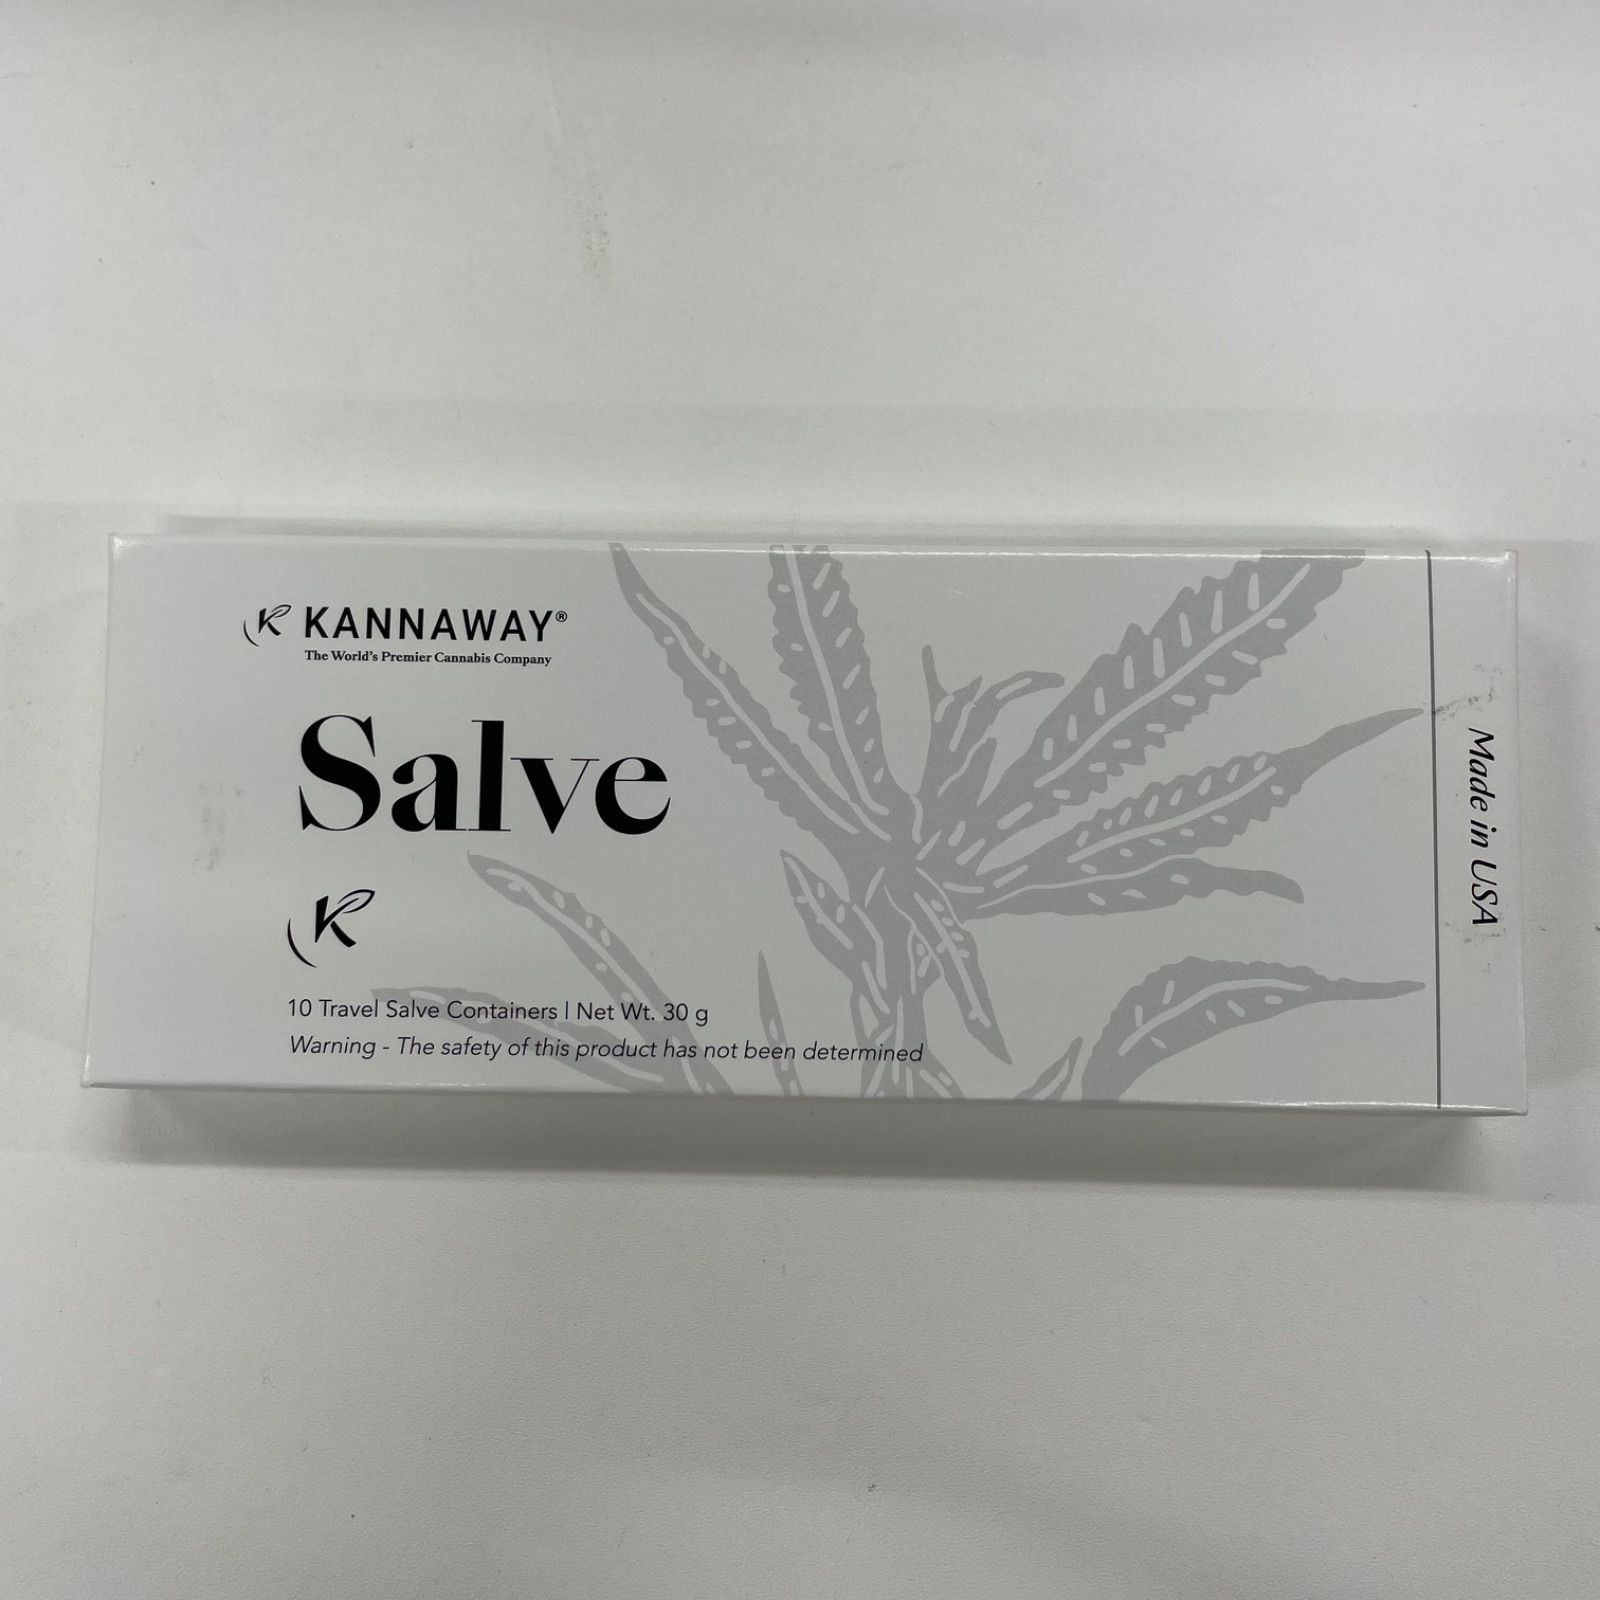 KANNAWAY®
The World's Premier Cannabis Company
Salve
K
10 Travel Salve Containers | Net Wt. 30 g
Warning - The safety of this product has not been determined
Made in USA